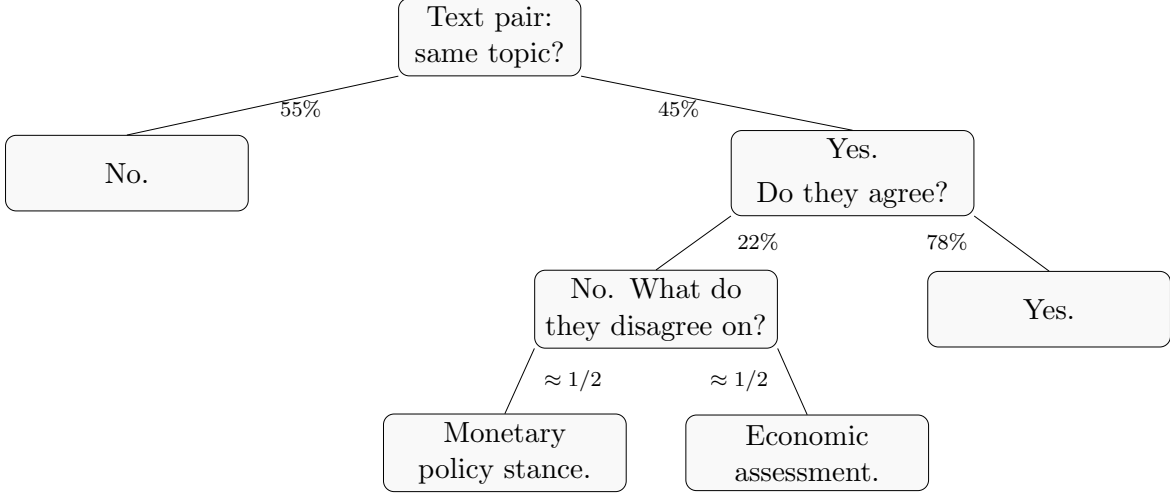 Text pair:
same topic?
55%
45%
No.
Yes.
Do they agree?
22%
78%
No. What do
they disagree on?
Yes.
≈ 1/2
≈ 1/2
Monetary
policy stance.
Economic
assessment.